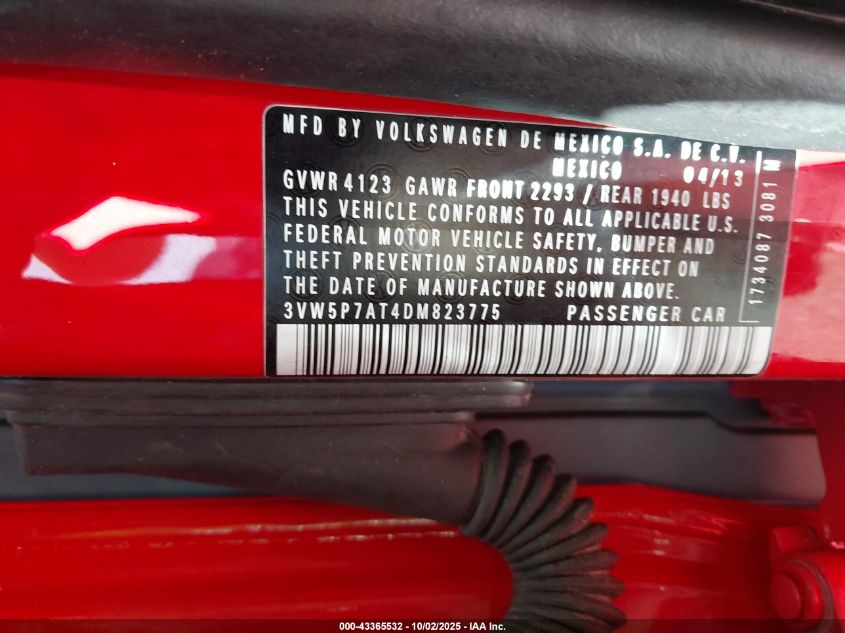 MFD BY VOLKSWAGEN DE MEXICO S.A. DE C.V.
MEXICO 04/13
GVWR 4123 GAWR FRONT 2293 / REAR 1940 LBS
THIS VEHICLE CONFORMS TO ALL APPLICABLE U.S.
FEDERAL MOTOR VEHICLE SAFETY, BUMPER AND
THEFT PREVENTION STANDARDS IN EFFECT ON
THE DATE OF MANUFACTURE SHOWN ABOVE.
3VW5P7AT4DM823775 PASSENGER CAR
1734087 3081 M
000-43365532 - 10/02/2025 - IAA Inc.